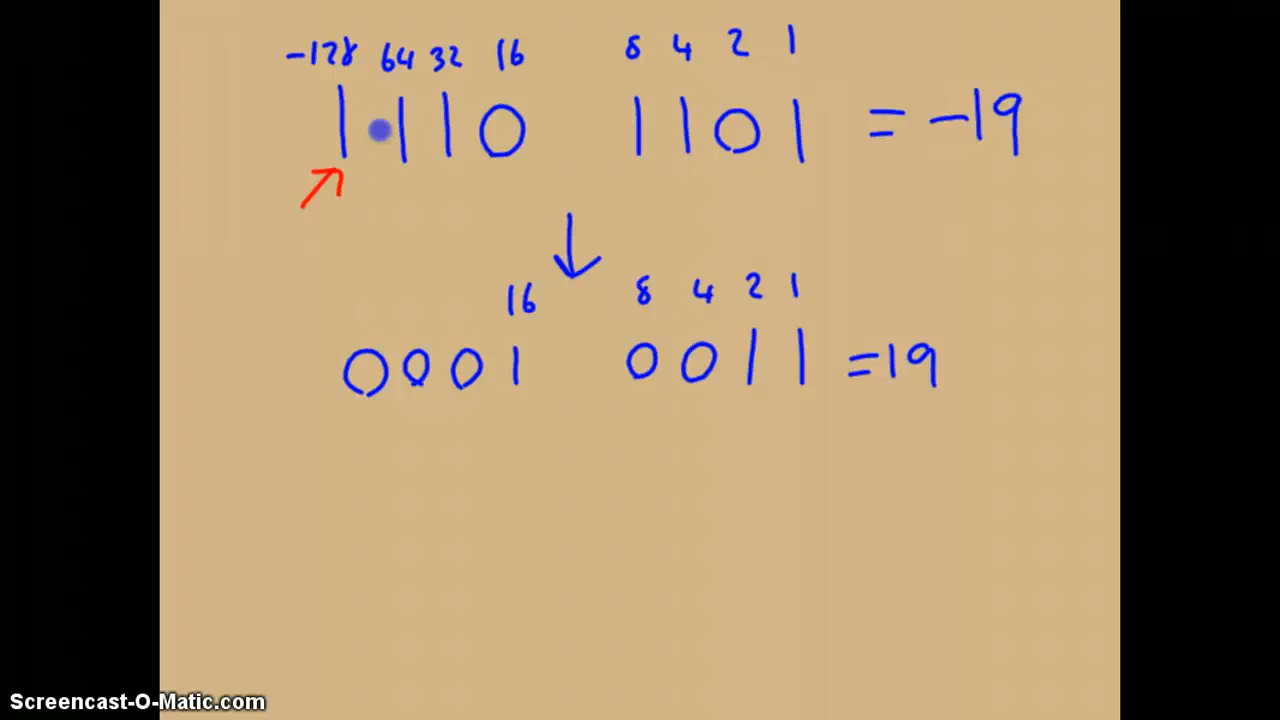 -128 64 32 16 8 4 2 1
1 1 1 0 1 1 0 1 = -19
16 8 4 2 1
0 0 0 1 0 0 1 1 = 19
Screencast-O-Matic.com